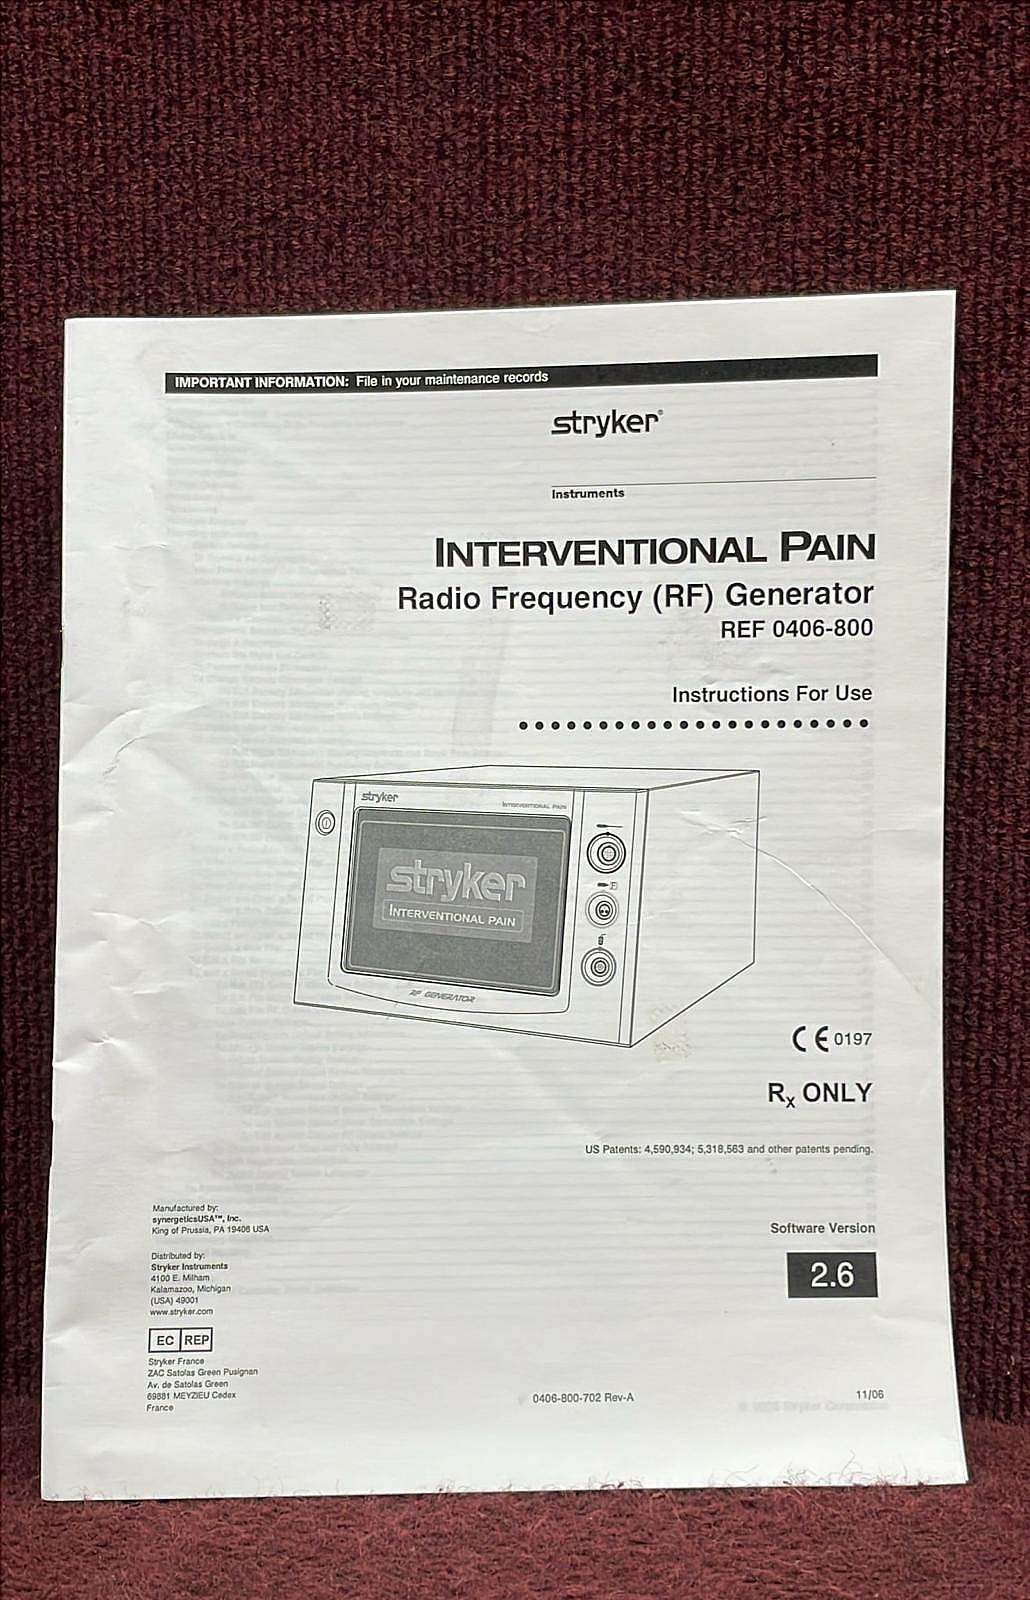 IMPORTANT INFORMATION: File in your maintenance records
stryker®
Instruments
INTERVENTIONAL PAIN
Radio Frequency (RF) Generator
REF 0406-800
Instructions For Use
stryker
INTERVENTIONAL PAIN
stryker
INTERVENTIONAL PAIN
RF GENERATOR
CE 0197
Rx ONLY
US Patents: 4,590,934; 5,318,563 and other patents pending.
Manufactured by:
synergeticsUSA™, Inc.
King of Prussia, PA 19406 USA
Software Version
2.6
Distributed by:
Stryker Instruments
4100 E. Milham
Kalamazoo, Michigan
(USA) 49001
www.stryker.com
EC REP
Stryker France
ZAC Satolas Green Pusignan
Av. de Satolas Green
69881 MEYZIEU Cedex
France
0406-800-702 Rev-A
11/06